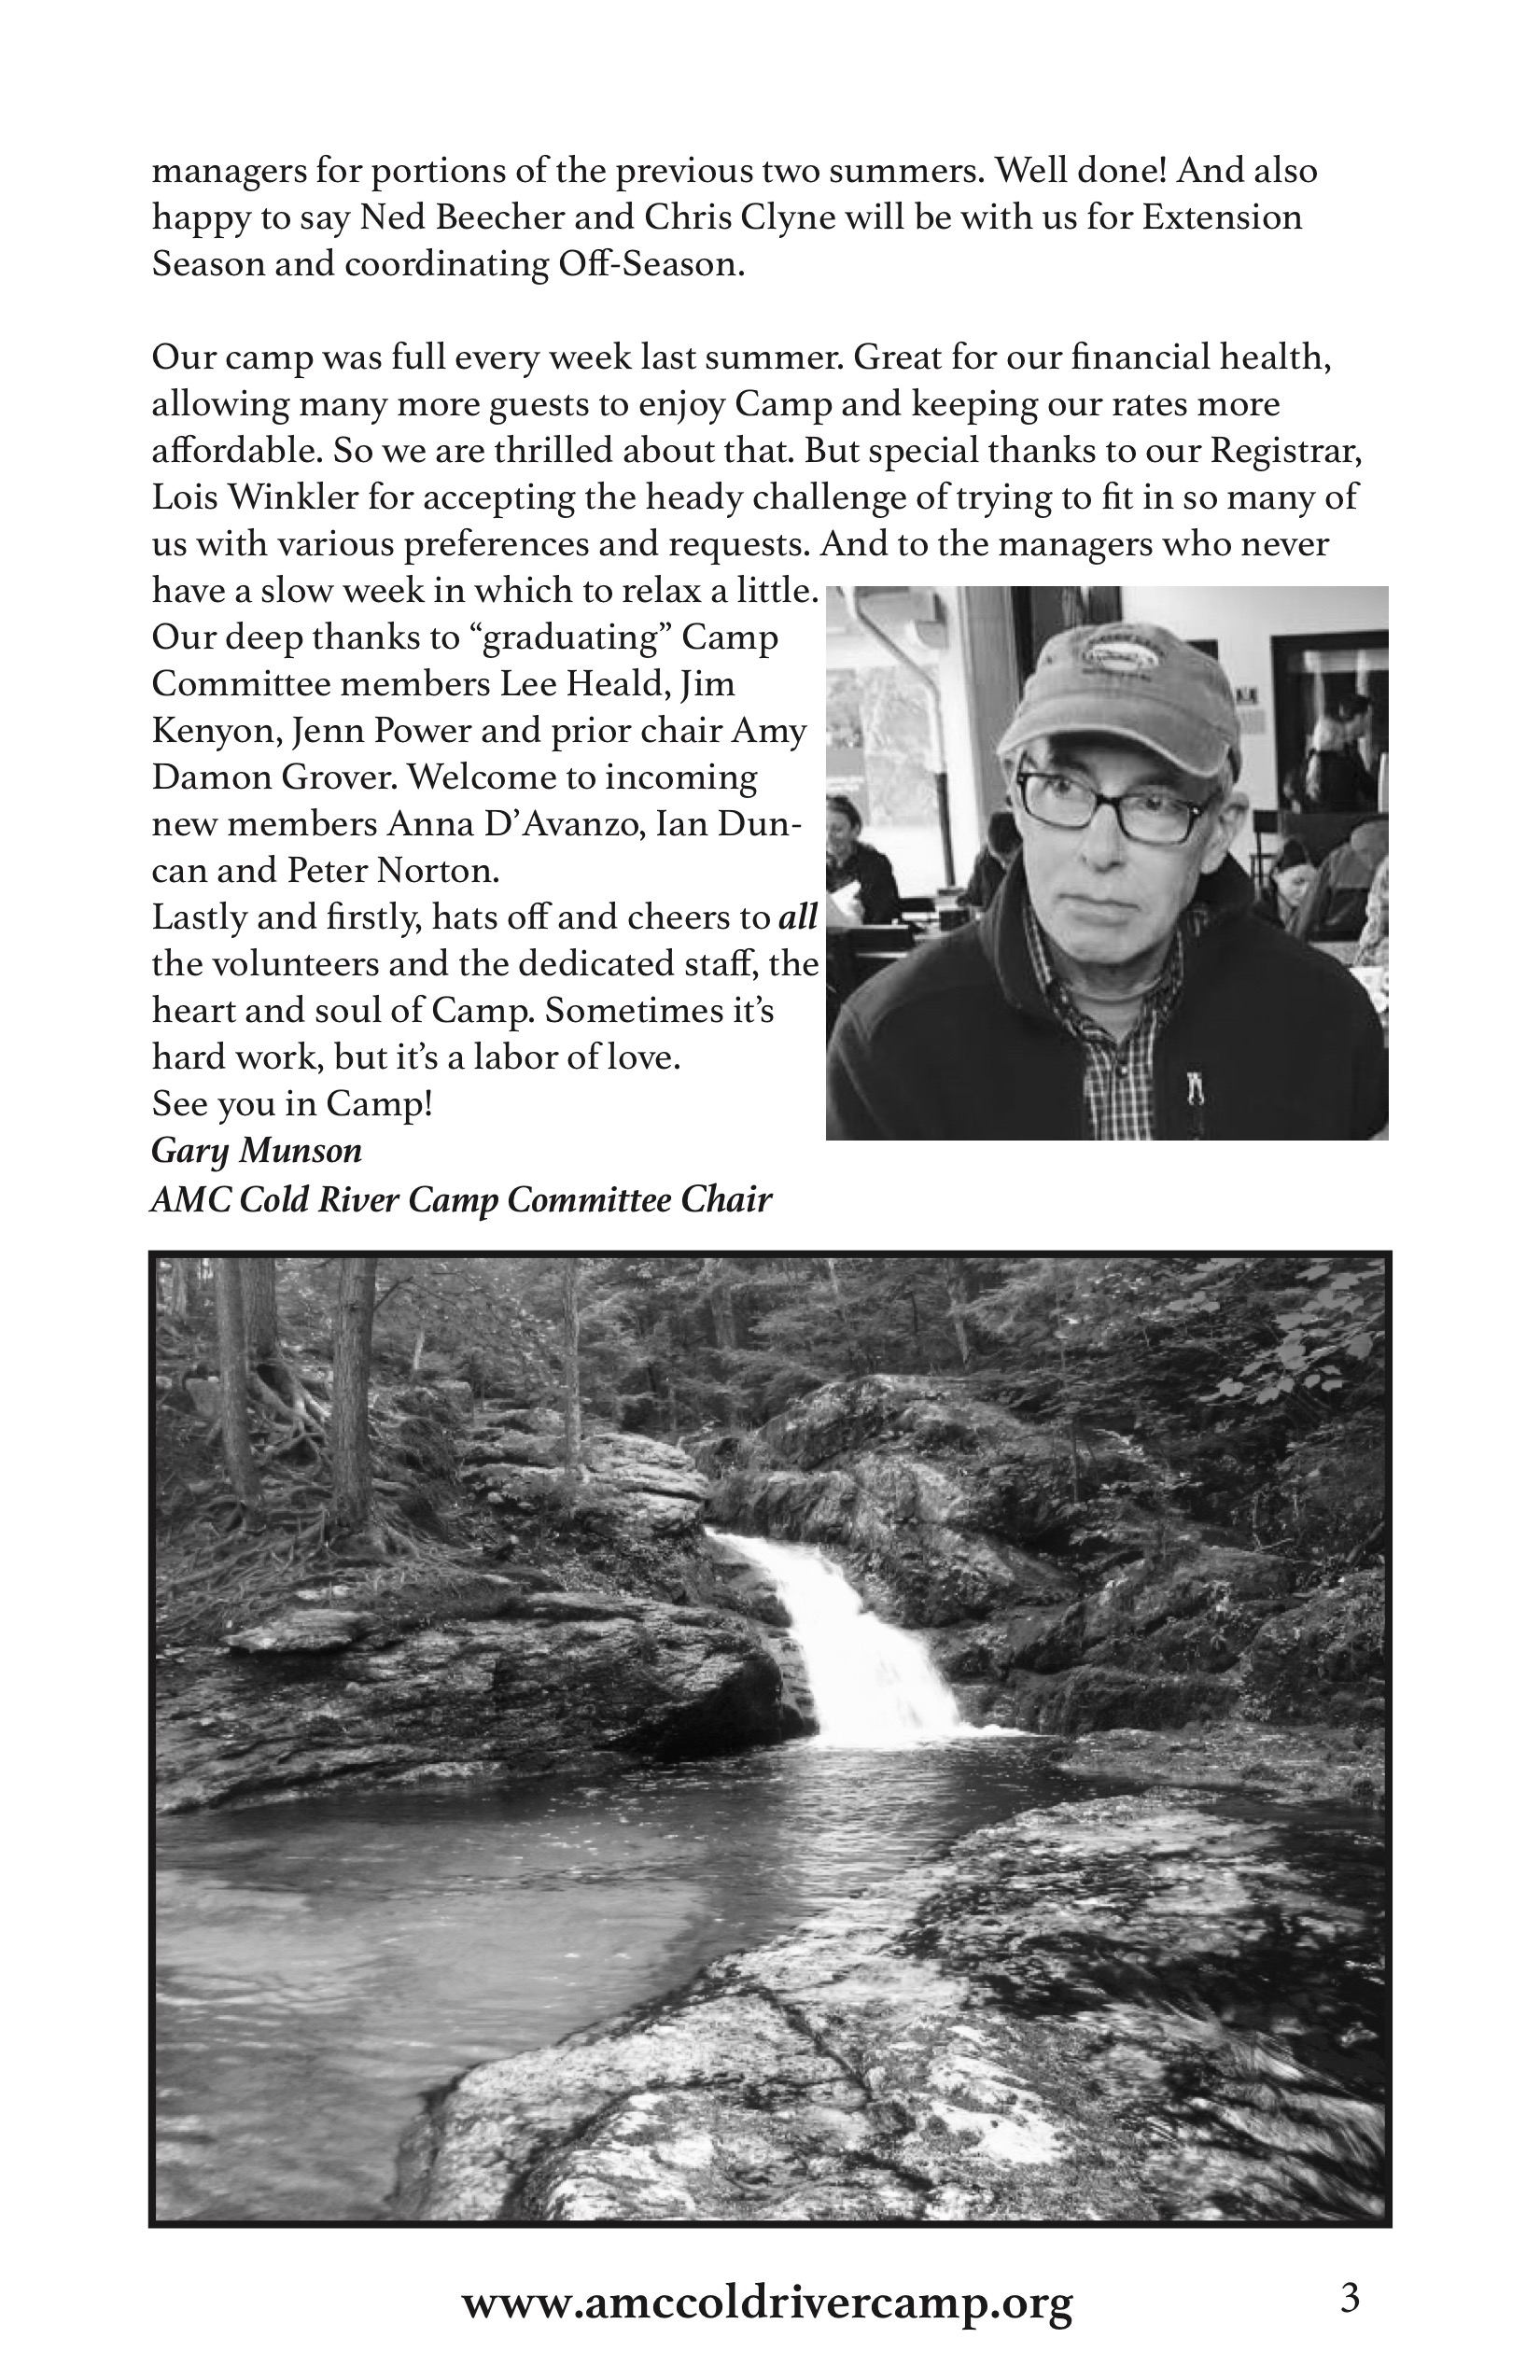 managers for portions of the previous two summers. Well done! And also
happy to say Ned Beecher and Chris Clyne will be with us for Extension
Season and coordinating Off-Season.
Our camp was full every week last summer. Great for our financial health,
allowing many more guests to enjoy Camp and keeping our rates more
affordable. So we are thrilled about that. But special thanks to our Registrar,
Lois Winkler for accepting the heady challenge of trying to fit in so many of
us with various preferences and requests. And to the managers who never
have a slow week in which to relax a little.
Our deep thanks to “graduating” Camp
Committee members Lee Heald, Jim
Kenyon, Jenn Power and prior chair Amy
Damon Grover. Welcome to incoming
new members Anna D’Avanzo, Ian Dun-
can and Peter Norton.
Lastly and firstly, hats off and cheers to all
the volunteers and the dedicated staff, the
heart and soul of Camp. Sometimes it’s
hard work, but it’s a labor of love.
See you in Camp!
Gary Munson
AMC Cold River Camp Committee Chair
www.amccoldrivercamp.org
3